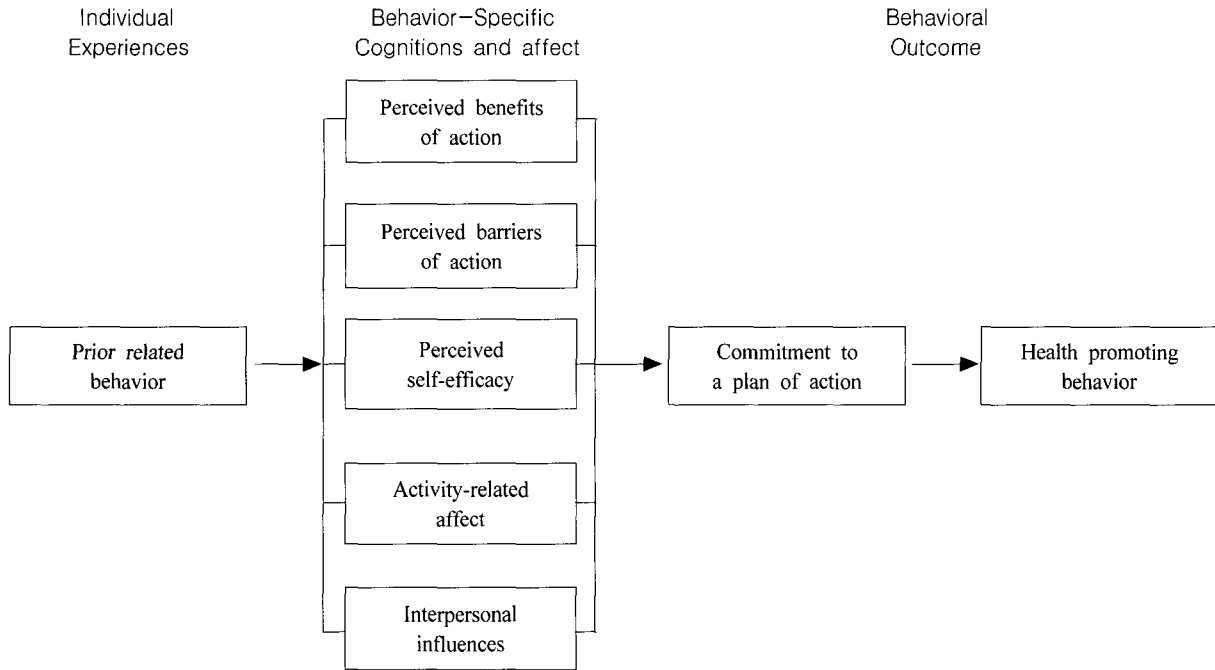 Individual
Experiences
Behavior-Specific
Cognitions and affect
Behavioral
Outcome
Perceived benefits
of action
Perceived barriers
of action
Prior related
behavior
Perceived
self-efficacy
Commitment to
a plan of action
Health promoting
behavior
Activity-related
affect
Interpersonal
influences